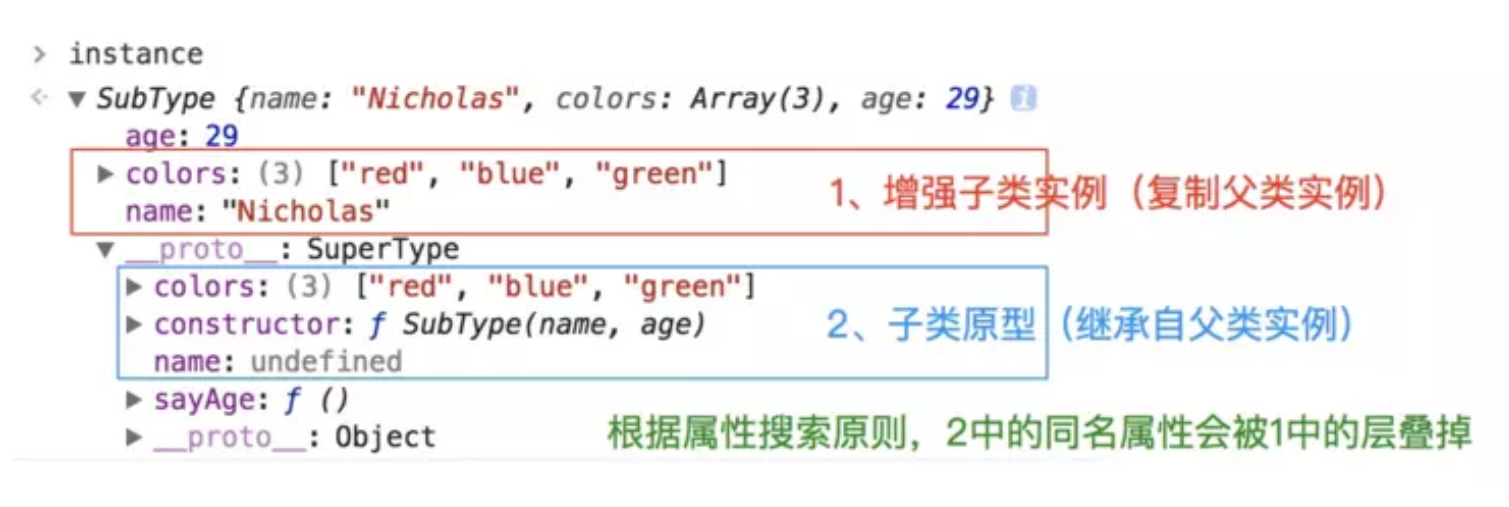 > instance
SubType {name: "Nicholas", colors: Array(3), age: 29} i
age: 29
colors: (3) ["red", "blue", "green"]
1、增强子类实例（复制父类实例）
name: "Nicholas"
__proto__: SuperType
colors: (3) ["red", "blue", "green"]
constructor: ƒ SubType(name, age)
2、子类原型（继承自父类实例）
name: undefined
sayAge: ƒ ()
__proto__: Object
根据属性搜索原则，2中的同名属性会被1中的层叠掉